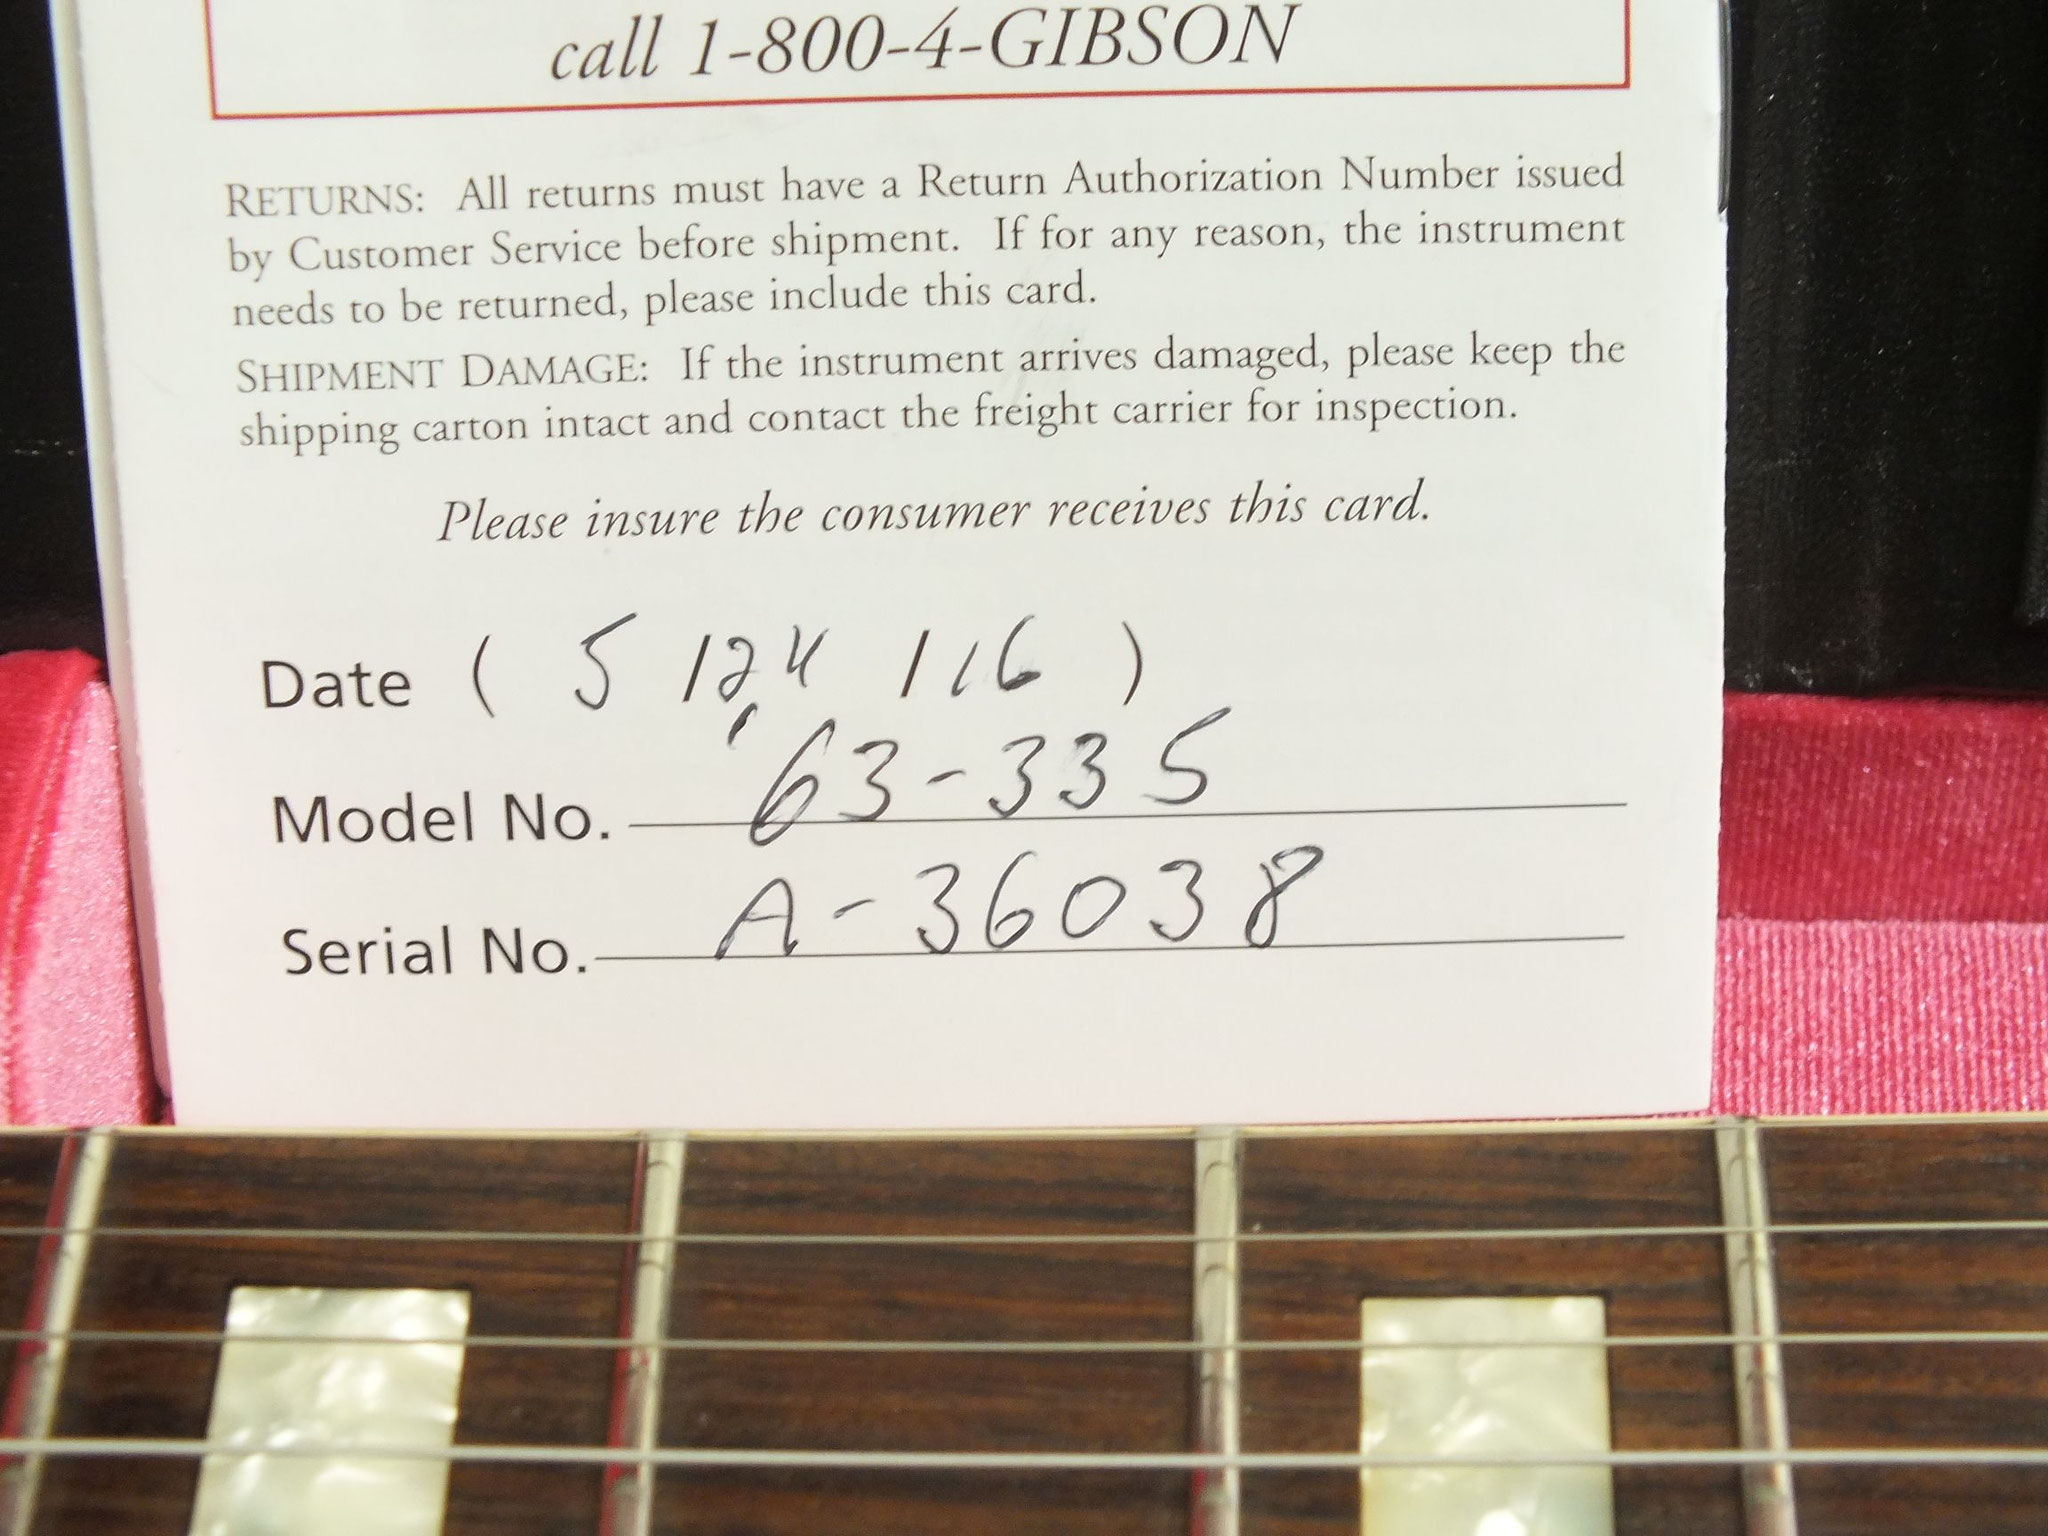 call 1-800-4-GIBSON
RETURNS: All returns must have a Return Authorization Number issued
by Customer Service before shipment. If for any reason, the instrument
needs to be returned, please include this card.
SHIPMENT DAMAGE: If the instrument arrives damaged, please keep the
shipping carton intact and contact the freight carrier for inspection.
Please insure the consumer receives this card.
Date ( 5 / 24 / 16 )
Model No. '63-335
Serial No. A-36038